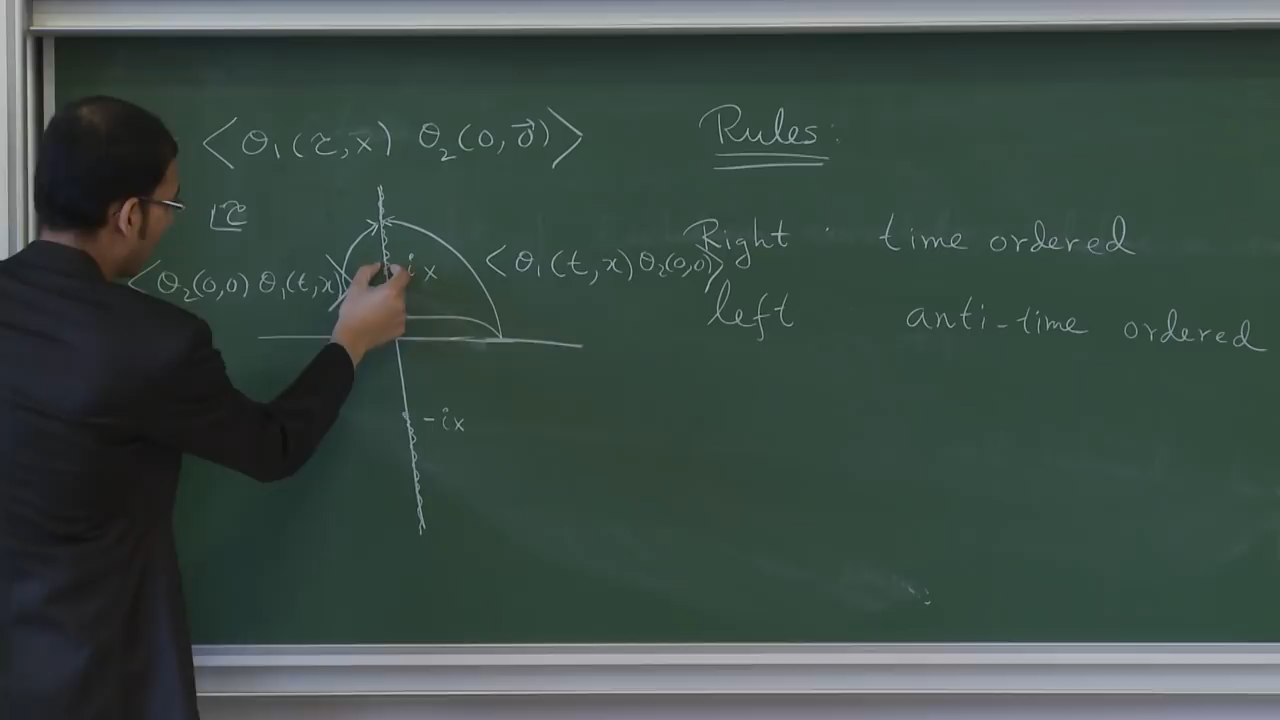 ⟨O₁(τ,x) O₂(0,0⃗)⟩
Rules:
τ
Right : time ordered
⟨O₂(0,0) O₁(t,x)⟩
ix
⟨O₁(t,x) O₂(0,0)⟩
left anti-time ordered
-ix